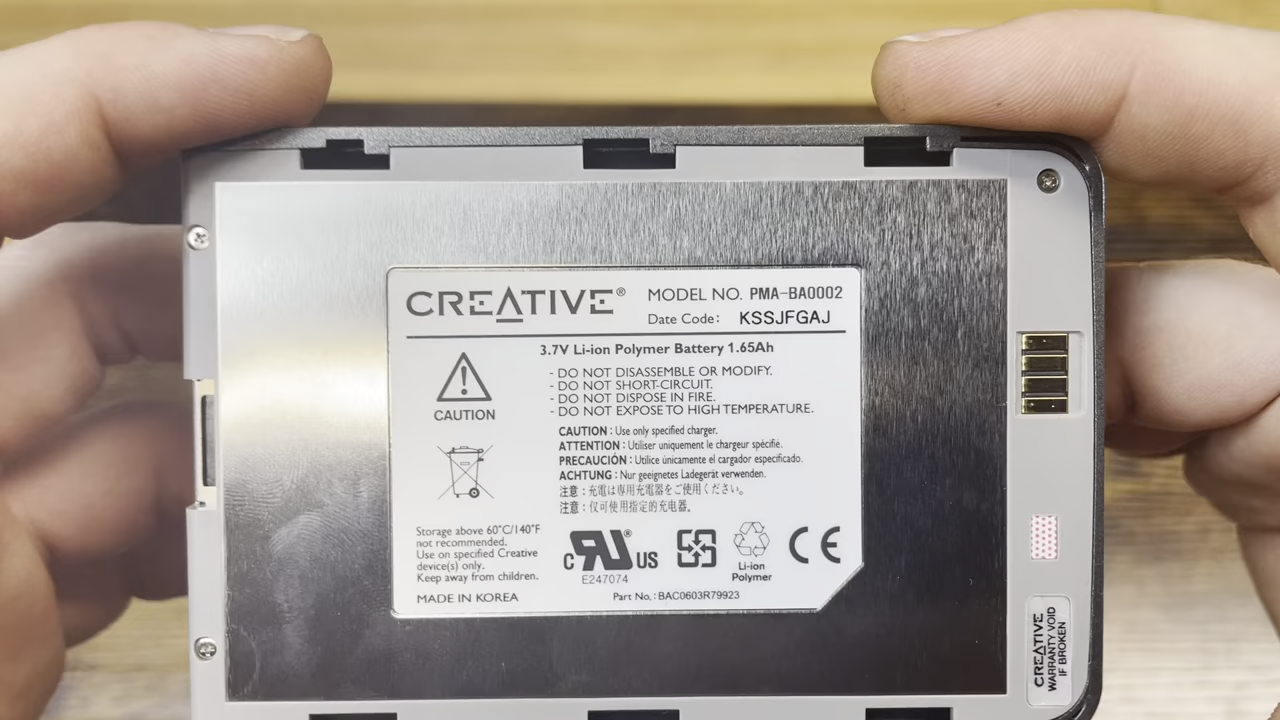 CREATIVE®
MODEL NO. PMA-BA0002
Date Code: KSSJFGAJ
3.7V Li-ion Polymer Battery 1.65Ah
- DO NOT DISASSEMBLE OR MODIFY.
- DO NOT SHORT-CIRCUIT.
- DO NOT DISPOSE IN FIRE.
- DO NOT EXPOSE TO HIGH TEMPERATURE.
CAUTION
CAUTION : Use only specified charger.
ATTENTION : Utiliser uniquement le chargeur spécifié.
PRECAUCIÓN : Utilice únicamente el cargador especificado.
ACHTUNG : Nur geeignetes Ladegerät verwenden.
注意 : 充電は専用充電器をご使用ください。
注意 : 仅可使用指定的充电器。
Storage above 60°C/140°F
not recommended.
Use on specified Creative
device(s) only.
Keep away from children.
MADE IN KOREA
c RU® US
E247074
Li-ion
Polymer
CE
Part No. : BAC0603R79923
CREATIVE
WARRANTY VOID
IF BROKEN